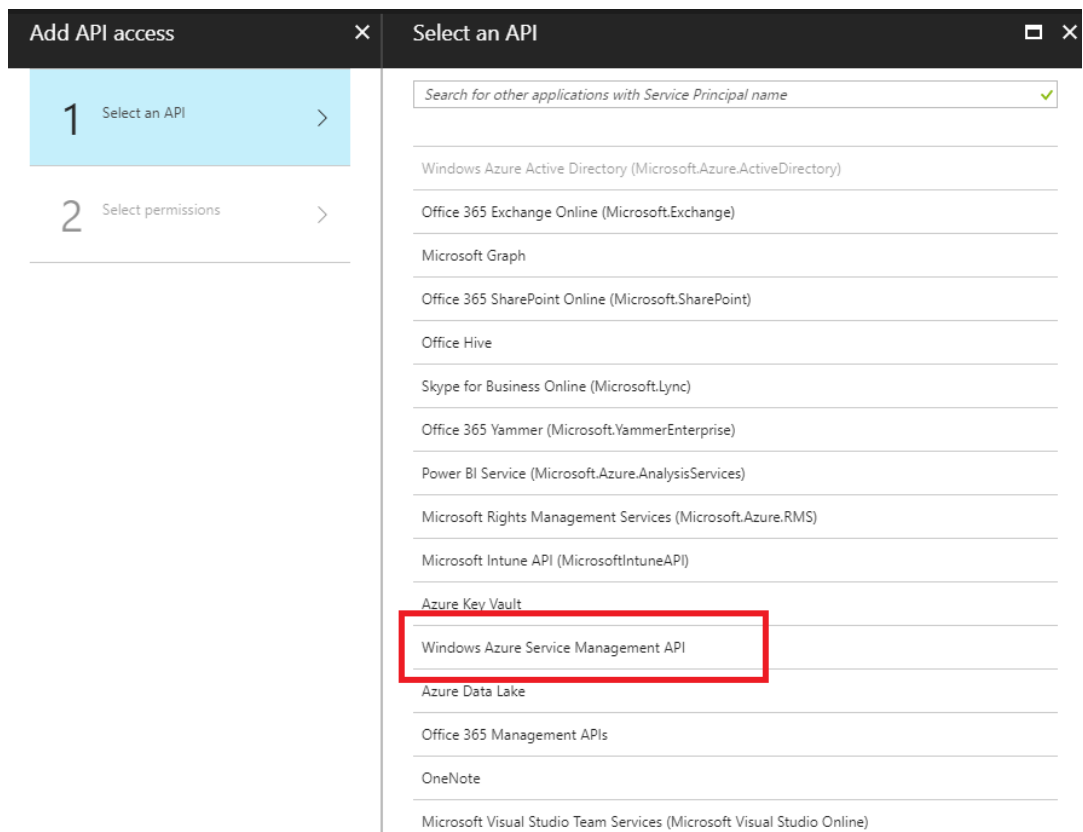 Add API access
1 Select an API
2 Select permissions
Select an API
Search for other applications with Service Principal name
Windows Azure Active Directory (Microsoft.Azure.ActiveDirectory)
Office 365 Exchange Online (Microsoft.Exchange)
Microsoft Graph
Office 365 SharePoint Online (Microsoft.SharePoint)
Office Hive
Skype for Business Online (Microsoft.Lync)
Office 365 Yammer (Microsoft.YammerEnterprise)
Power BI Service (Microsoft.Azure.AnalysisServices)
Microsoft Rights Management Services (Microsoft.Azure.RMS)
Microsoft Intune API (MicrosoftIntuneAPI)
Azure Key Vault
Windows Azure Service Management API
Azure Data Lake
Office 365 Management APIs
OneNote
Microsoft Visual Studio Team Services (Microsoft Visual Studio Online)